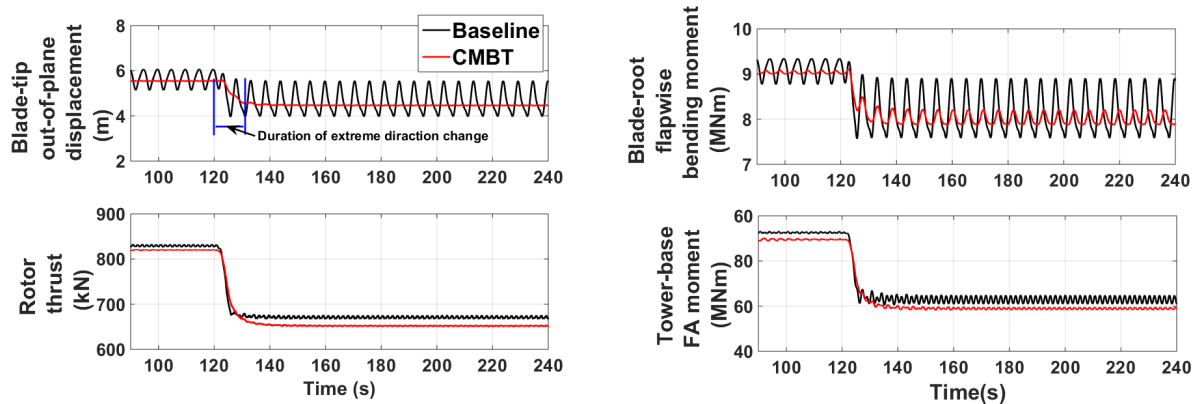 Blade-tip
out-of-plane
displacement
(m)
8
6
4
2
Baseline
CMBT
Duration of extreme diraction change
100 120 140 160 180 200 220 240
Blade-root
flapwise
bending moment
(MNm)
10
9
8
7
100 120 140 160 180 200 220 240
Rotor
thrust
(kN)
900
800
700
600
100 120 140 160 180 200 220 240
Time (s)
Tower-base
FA moment
(MNm)
60
80
60
40
100 120 140 160 180 200 220 240
Time(s)